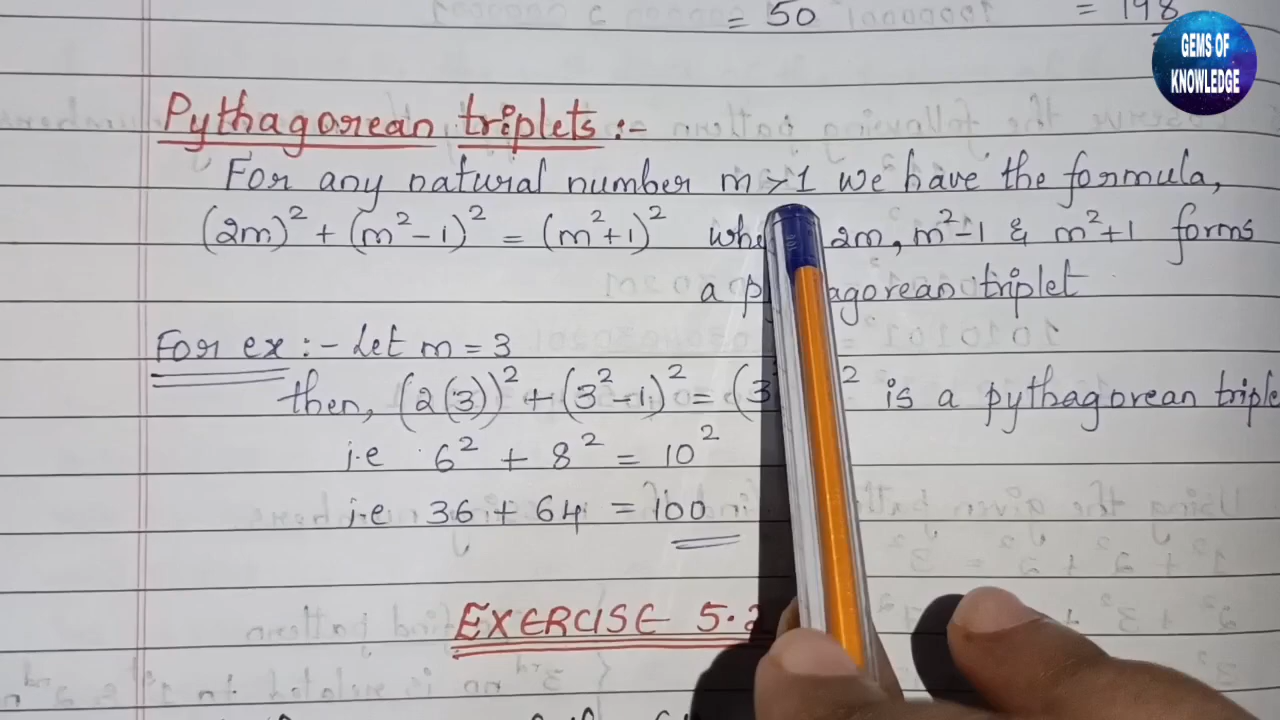 = 50
= 198
GEMS OF
KNOWLEDGE
Pythagorean triplets :-
For any natural number m > 1 we have the formula,
(2m)² + (m² - 1)² = (m² + 1)² 2m, m² - 1 & m² + 1 forms
a triplet
For ex :- Let m = 3
then, (2(3))² + (3² - 1)² = (3 ² is a pythagorean triple
i.e 6² + 8² = 10²
i.e 36 + 64 = 100
EXERCISE 5.2